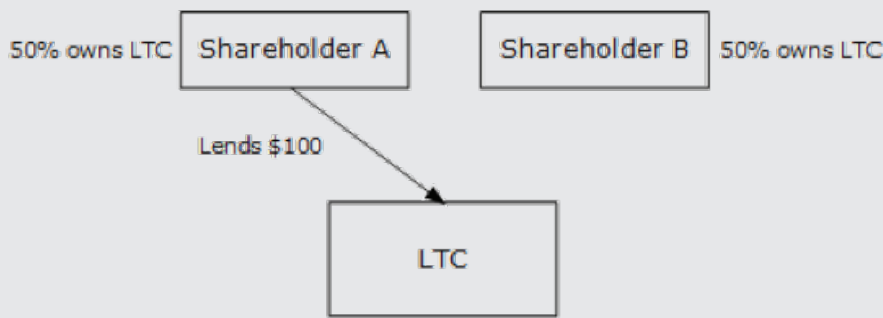 50% owns LTC
Shareholder A
Shareholder B
50% owns LTC
Lends $100
LTC